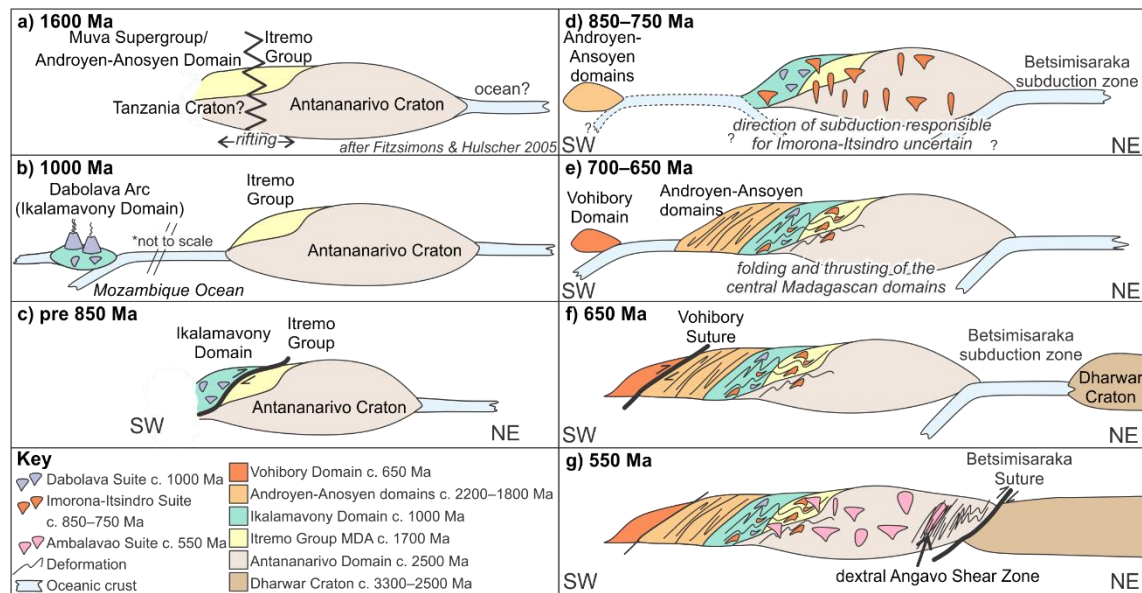 a) 1600 Ma
Muva Supergroup/
Androyen-Anosyen Domain
Itremo
Group
Tanzania Craton?
Antananarivo Craton
ocean?
rifting
after Fitzsimons & Hulscher 2005
b) 1000 Ma
Dabolava Arc
(Ikalamavony Domain)
*not to scale
Itremo
Group
Antananarivo Craton
Mozambique Ocean
c) pre 850 Ma
Ikalamavony
Domain
Itremo
Group
Antananarivo Craton
SW
NE
Key
Dabolava Suite c. 1000 Ma
Imorona-Itsindro Suite
c. 850–750 Ma
Ambalavao Suite c. 550 Ma
Deformation
Oceanic crust
Vohibory Domain c. 650 Ma
Androyen-Anosyen domains c. 2200–1800 Ma
Ikalamavony Domain c. 1000 Ma
Itremo Group MDA c. 1700 Ma
Antananarivo Domain c. 2500 Ma
Dharwar Craton c. 3300–2500 Ma
d) 850–750 Ma
Androyen-
Ansoyen
domains
Betsimisaraka
subduction zone
?
SW
direction of subduction responsible
for Imorona-Itsindro uncertain
?
?
NE
e) 700–650 Ma
Vohibory
Domain
Androyen-Ansoyen
domains
folding and thrusting of the
central Madagascan domains
SW
NE
f) 650 Ma
Vohibory
Suture
Betsimisaraka
subduction zone
Dharwar
Craton
SW
NE
g) 550 Ma
Betsimisaraka
Suture
SW
dextral Angavo Shear Zone
NE